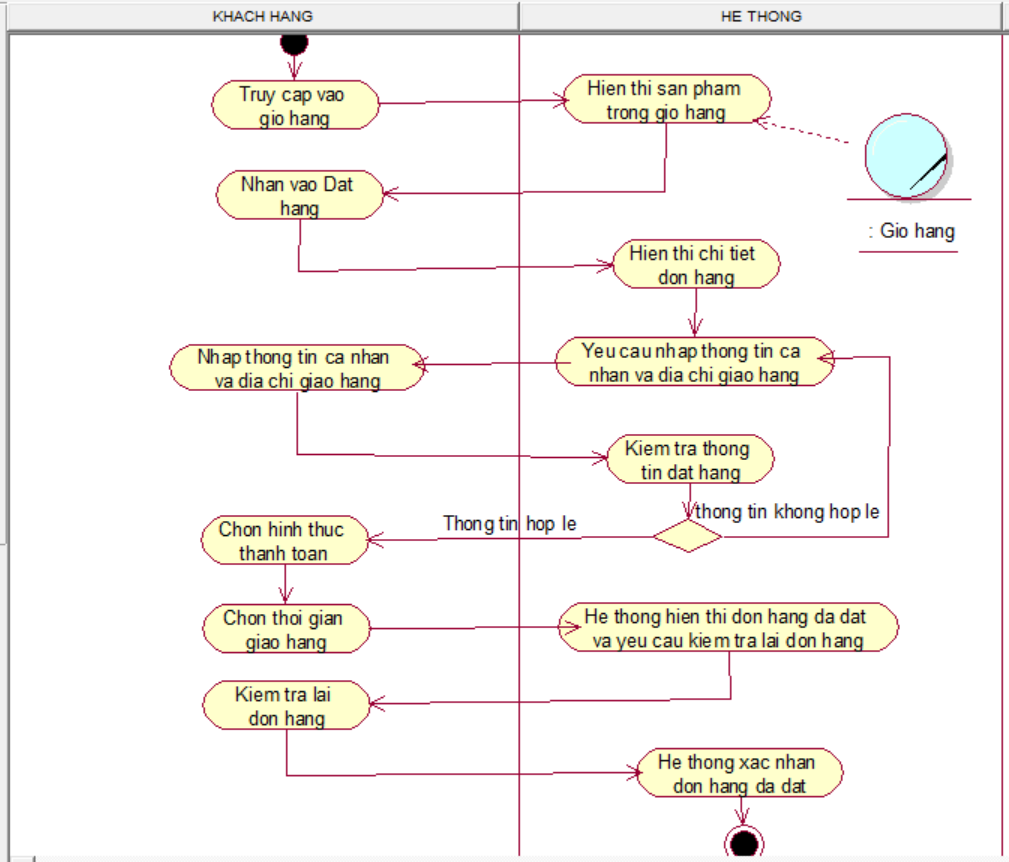 KHACH HANG
HE THONG
Truy cap vao
gio hang
Hien thi san pham
trong gio hang
: Gio hang
Nhan vao Dat
hang
Hien thi chi tiet
don hang
Yeu cau nhap thong tin ca
nhan va dia chi giao hang
Nhap thong tin ca nhan
va dia chi giao hang
Kiem tra thong
tin dat hang
thong tin khong hop le
Thong tin hop le
Chon hinh thuc
thanh toan
Chon thoi gian
giao hang
He thong hien thi don hang da dat
va yeu cau kiem tra lai don hang
Kiem tra lai
don hang
He thong xac nhan
don hang da dat